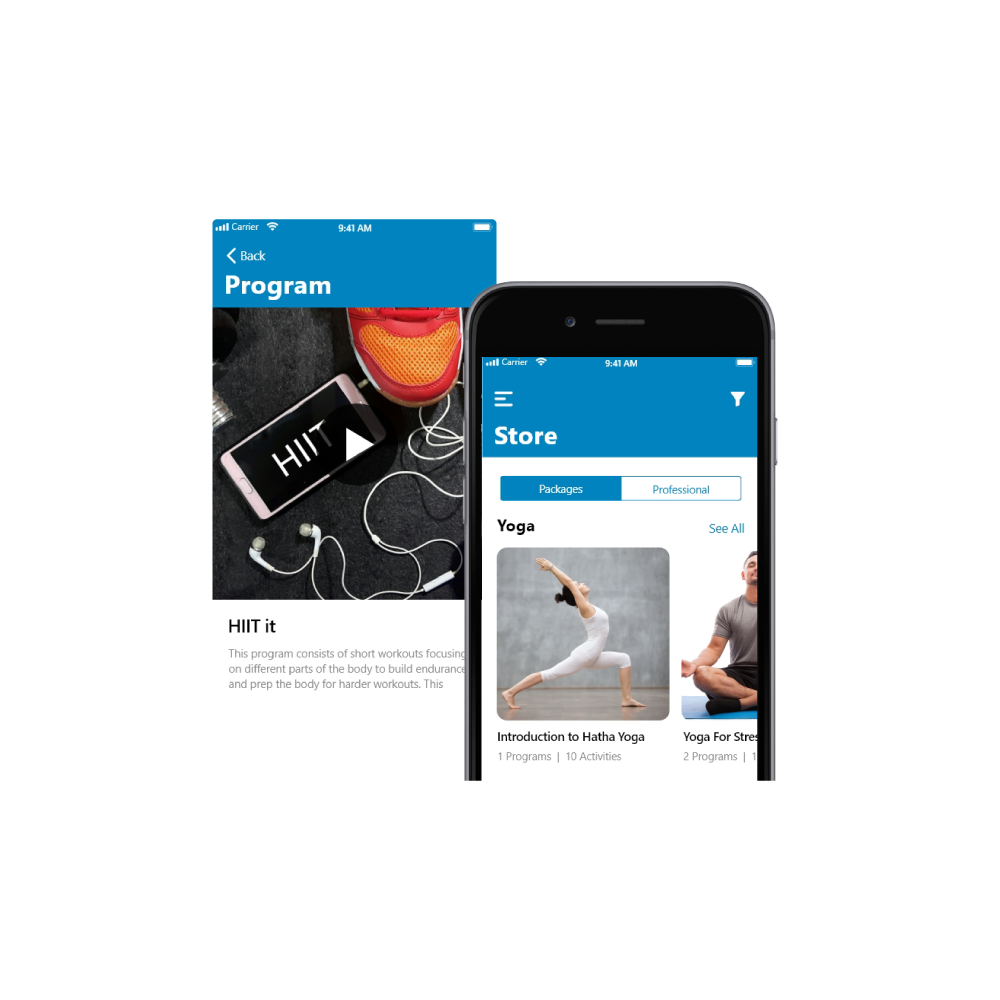 Carrier
9:41 AM
Back
Program
HIIT
HIIT it
This program consists of short workouts focusing
on different parts of the body to build endurance
and prep the body for harder workouts. This
Carrier
9:41 AM
Store
Packages
Professional
Yoga
See All
Introduction to Hatha Yoga
1 Programs | 10 Activities
Yoga For Stres
2 Programs | 1